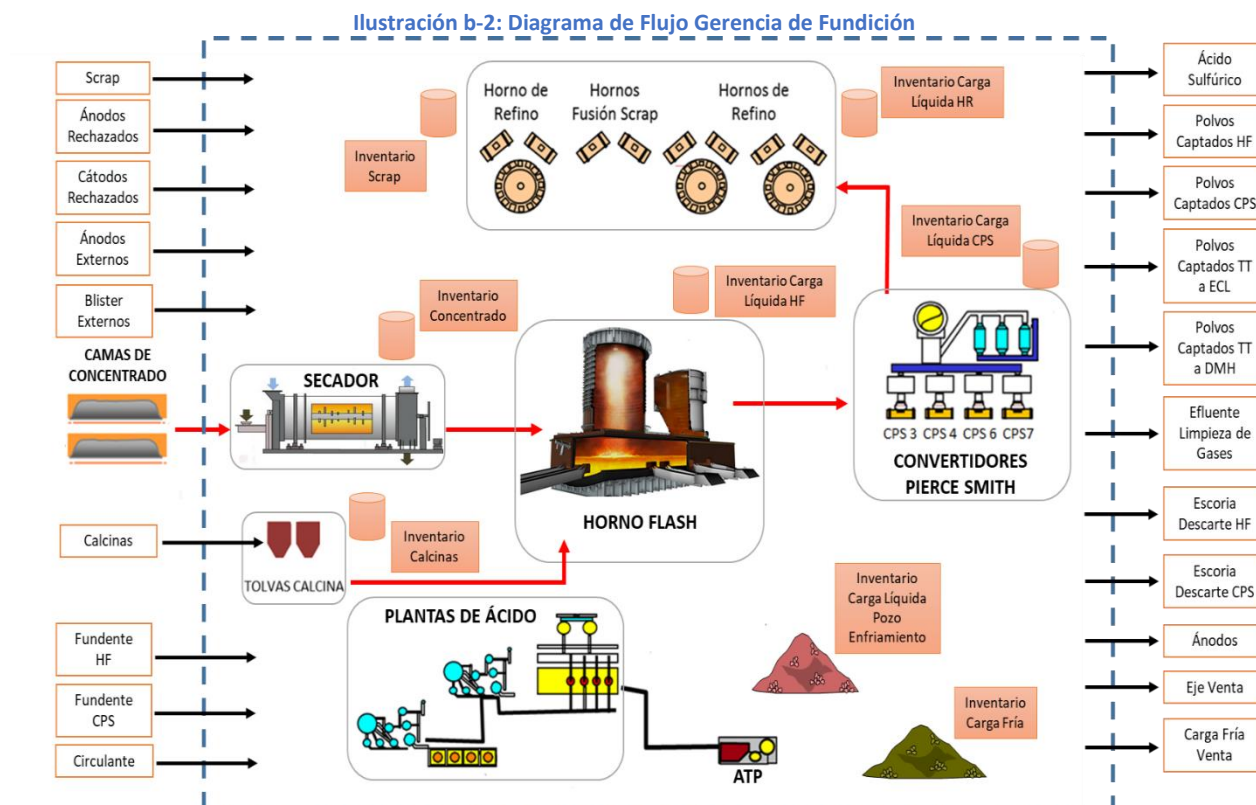 Ilustración b-2: Diagrama de Flujo Gerencia de Fundición
Scrap
Ánodos
Rechazados
Cátodos
Rechazados
Ánodos
Externos
Blister
Externos
CAMAS DE
CONCENTRADO
Calcinas
Fundente
HF
Fundente
CPS
Circulante
Inventario
Scrap
Horno de
Refino
Hornos
Fusión Scrap
Hornos de
Refino
Inventario Carga
Líquida HR
Inventario Carga
Líquida CPS
Inventario
Concentrado
Inventario Carga
Líquida HF
SECADOR
HORNO FLASH
CPS 3 CPS 4 CPS 6 CPS7
CONVERTIDORES
PIERCE SMITH
Inventario
Calcinas
TOLVAS CALCINA
PLANTAS DE ÁCIDO
ATP
Inventario
Carga Líquida
Pozo
Enfriamiento
Inventario
Carga Fría
Ácido
Sulfúrico
Polvos
Captados HF
Polvos
Captados CPS
Polvos
Captados TT
a ECL
Polvos
Captados TT
a DMH
Efluente
Limpieza de
Gases
Escoria
Descarte HF
Escoria
Descarte CPS
Ánodos
Eje Venta
Carga Fría
Venta